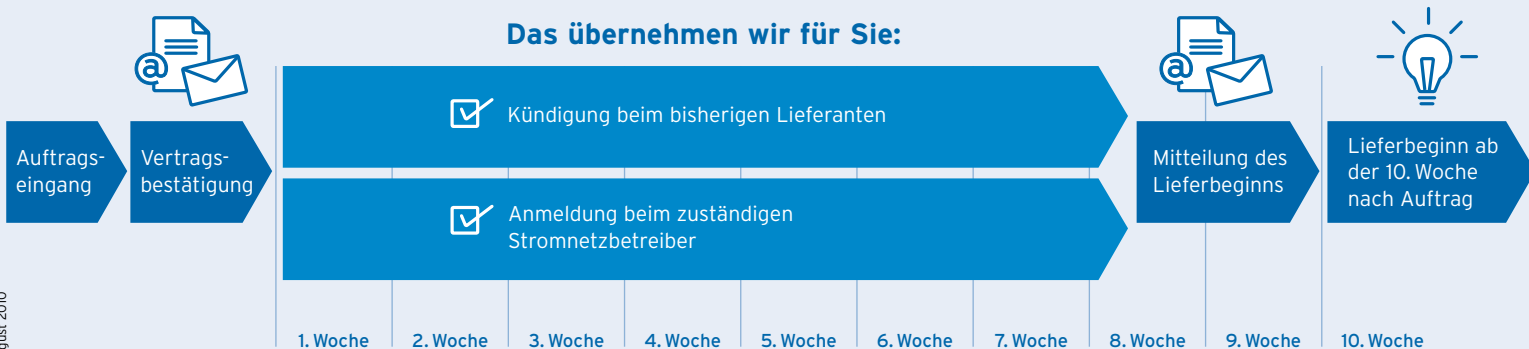 Das übernehmen wir für Sie:
@
@
Auftrags-
eingang
Vertrags-
bestätigung
Kündigung beim bisherigen Lieferanten
Anmeldung beim zuständigen
Stromnetzbetreiber
Mitteilung des
Lieferbeginns
Lieferbeginn ab
der 10. Woche
nach Auftrag
1. Woche
2. Woche
3. Woche
4. Woche
5. Woche
6. Woche
7. Woche
8. Woche
9. Woche
10. Woche
2010